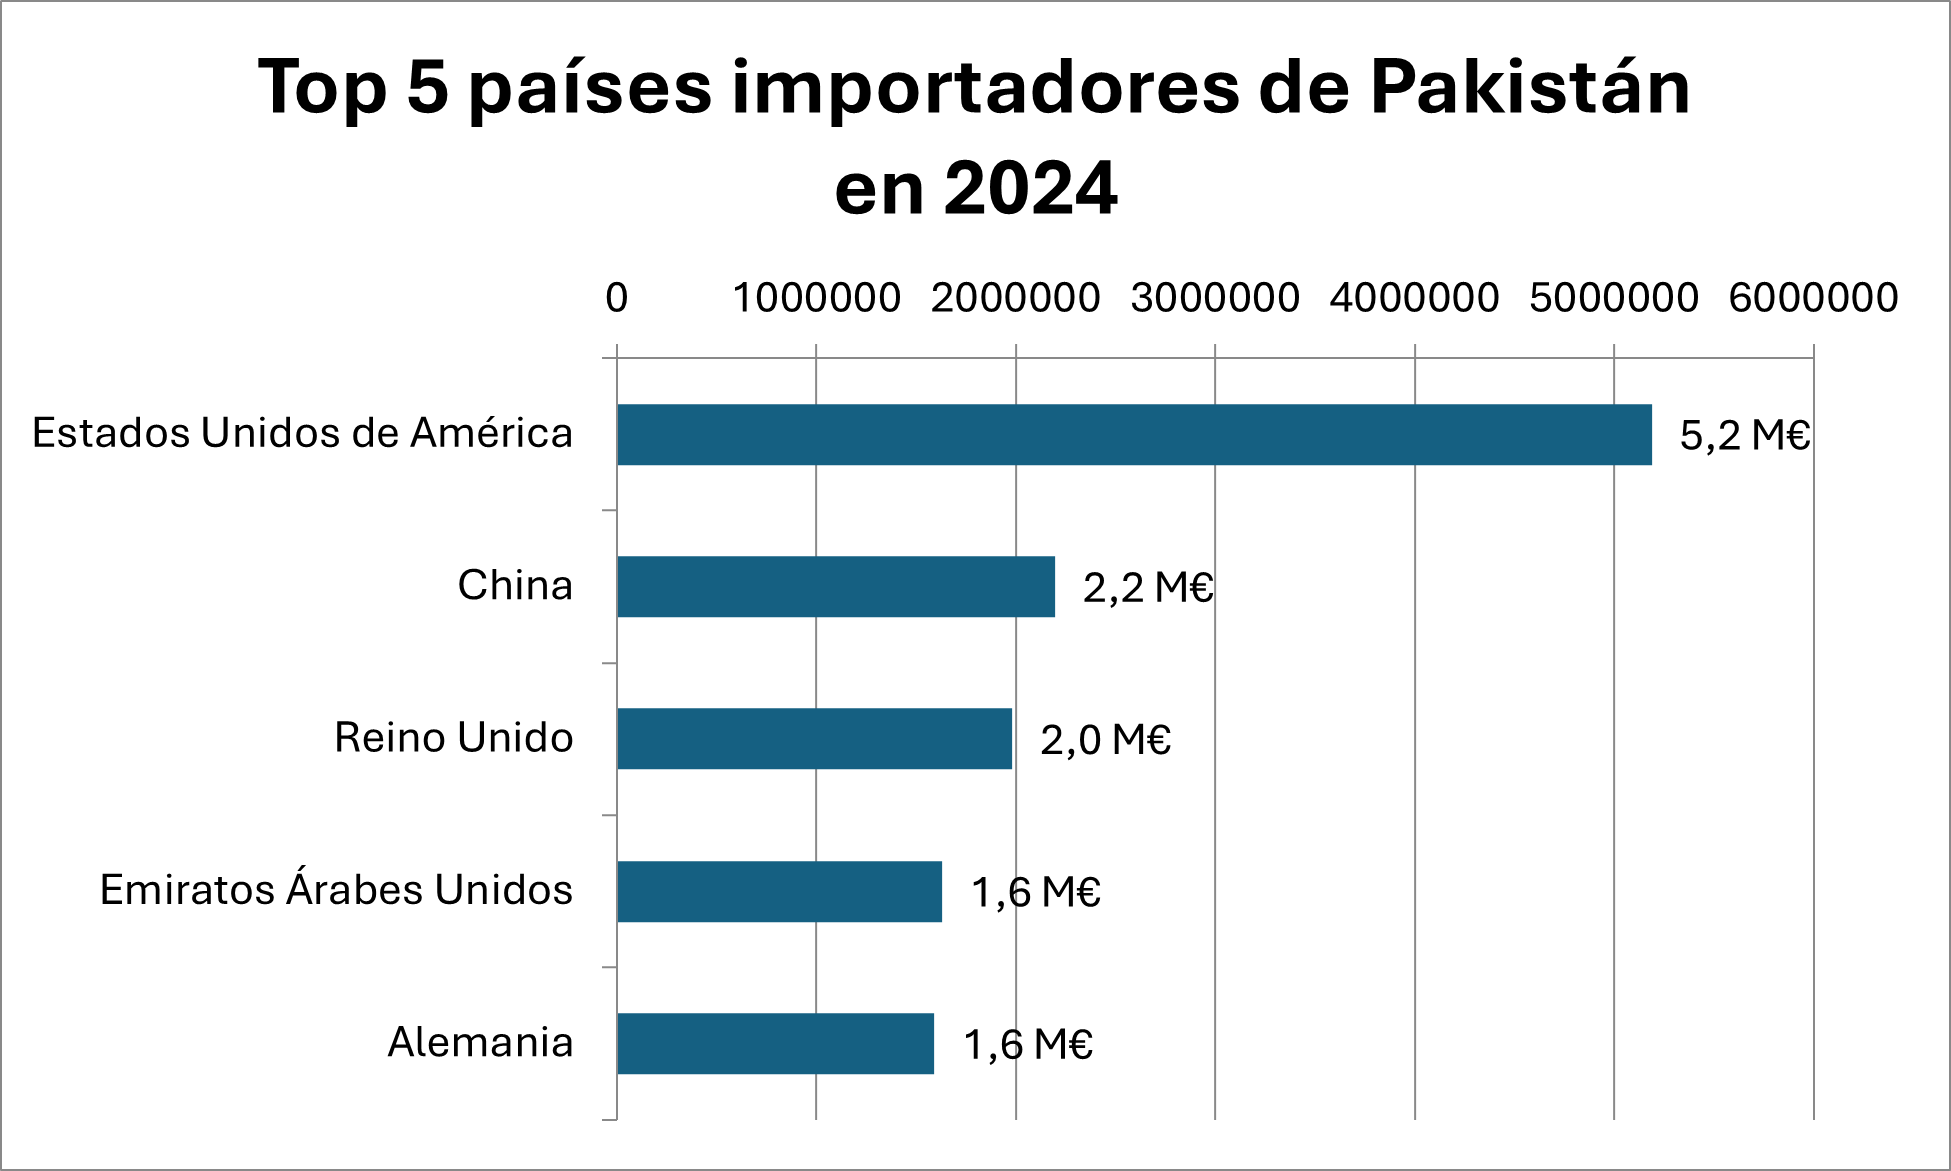 Top 5 países importadores de Pakistán
en 2024
0 1000000 2000000 3000000 4000000 5000000 6000000
Estados Unidos de América 5,2 M€
China 2,2 M€
Reino Unido 2,0 M€
Emiratos Árabes Unidos 1,6 M€
Alemania 1,6 M€